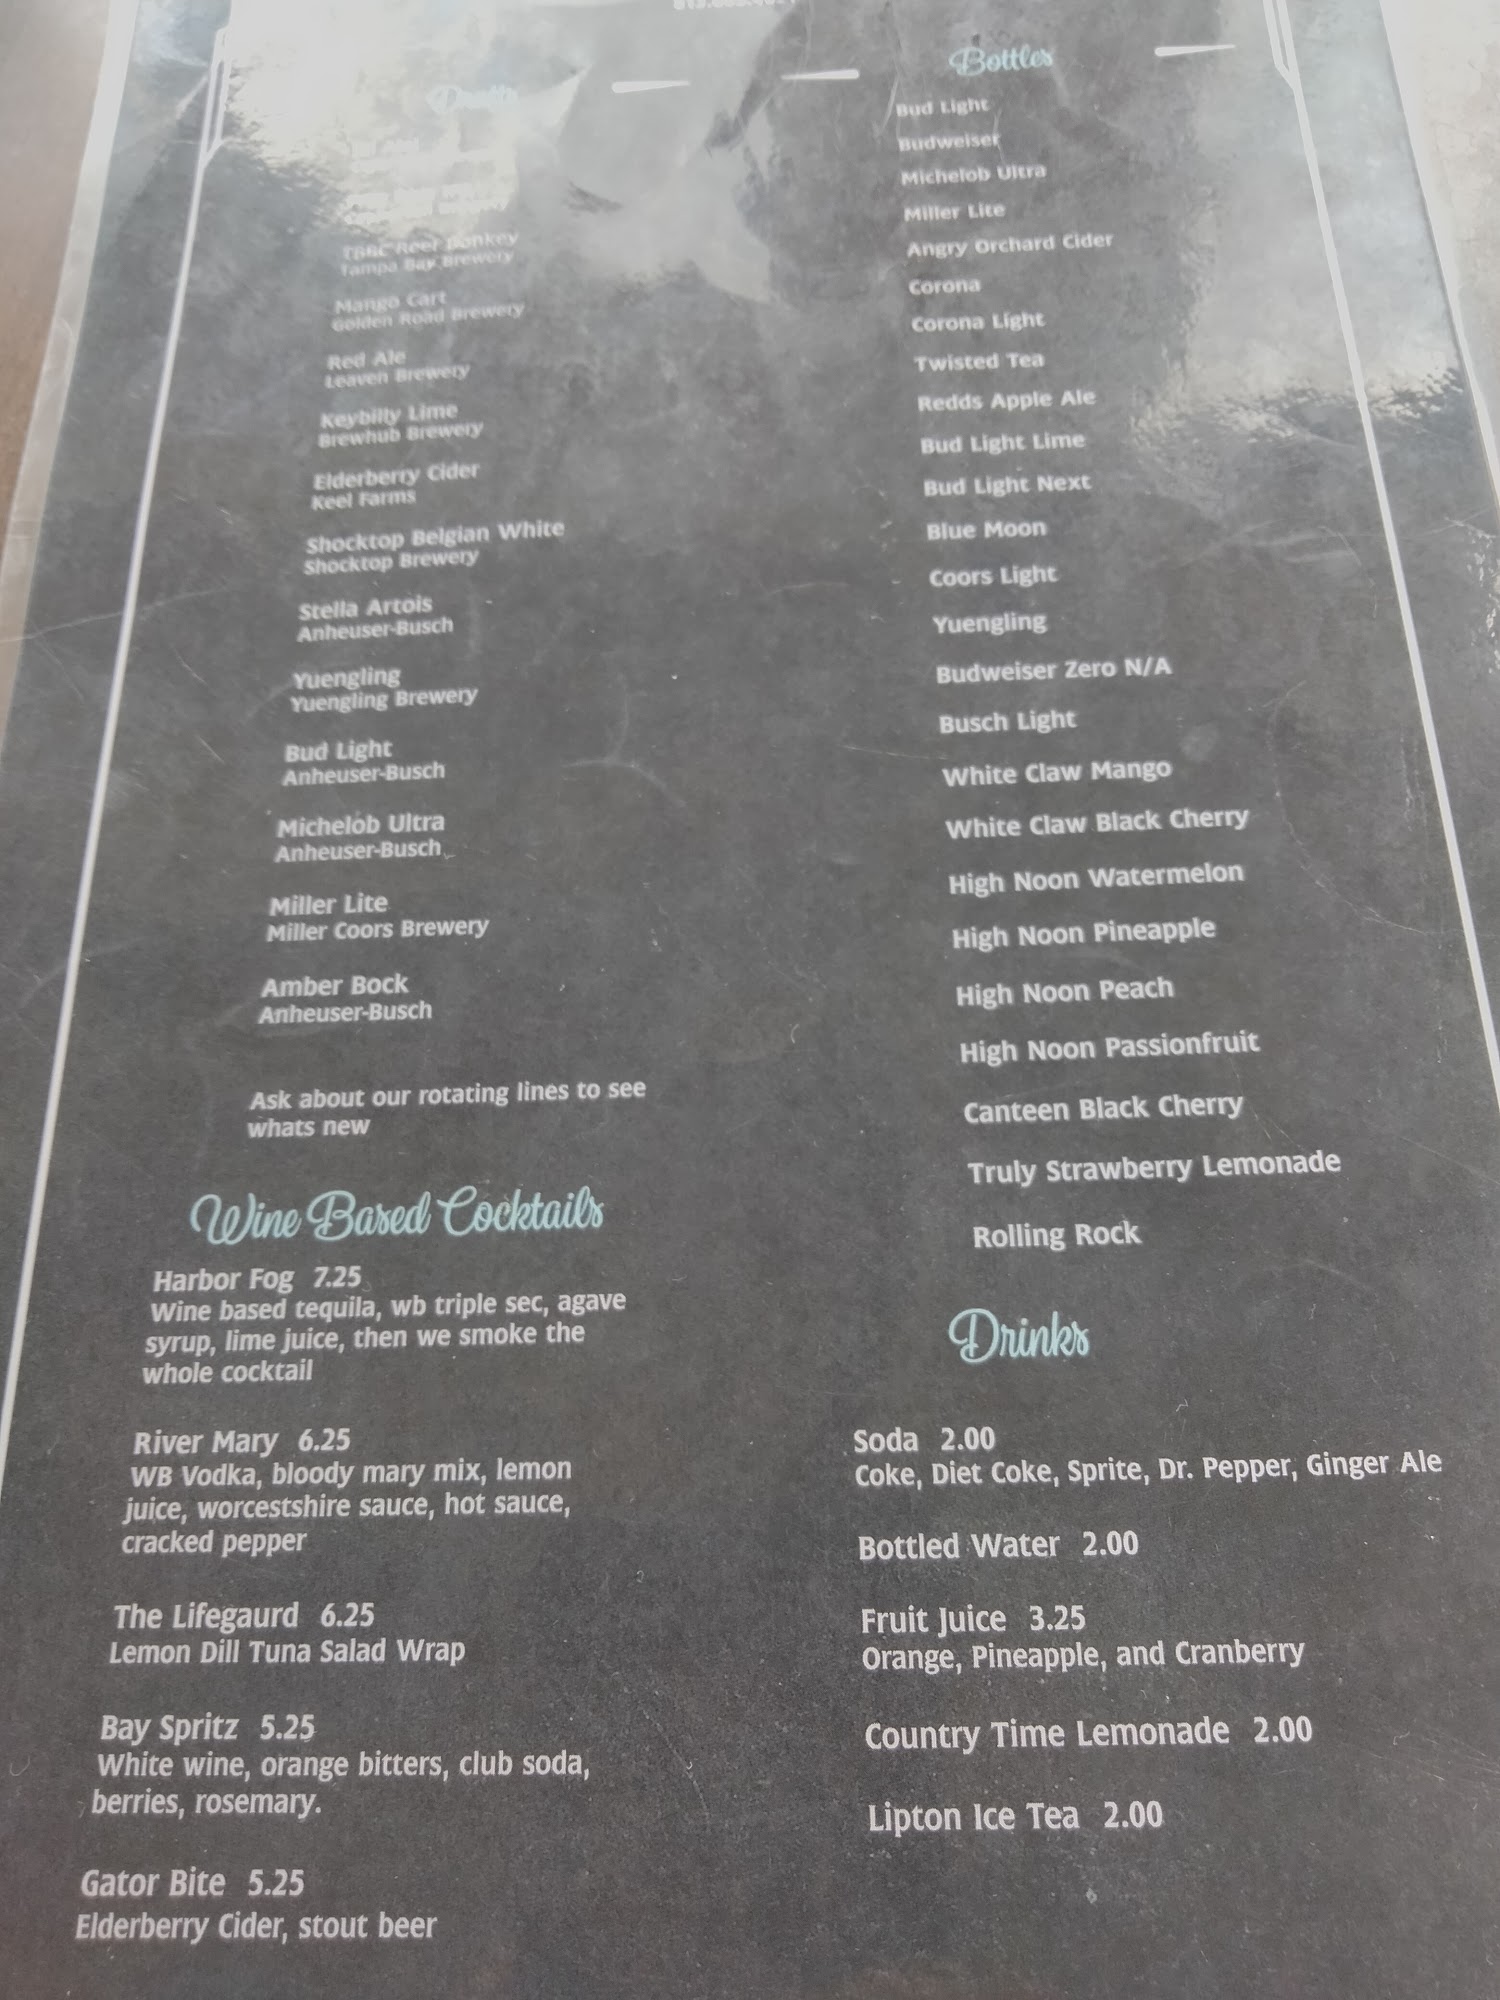 Drafts
TBBC Reef Donkey
Tampa Bay Brewery
Mango Cart
Golden Road Brewery
Red Ale
Leaven Brewery
Keybilly Lime
Brewhub Brewery
Elderberry Cider
Keel Farms
Shocktop Belgian White
Shocktop Brewery
Stella Artois
Anheuser-Busch
Yuengling
Yuengling Brewery
Bud Light
Anheuser-Busch
Michelob Ultra
Anheuser-Busch
Miller Lite
Miller Coors Brewery
Amber Bock
Anheuser-Busch
Ask about our rotating lines to see
whats new
Wine Based Cocktails
Harbor Fog 7.25
Wine based tequila, wb triple sec, agave
syrup, lime juice, then we smoke the
whole cocktail
River Mary 6.25
WB Vodka, bloody mary mix, lemon
juice, worcestshire sauce, hot sauce,
cracked pepper
The Lifegaurd 6.25
Lemon Dill Tuna Salad Wrap
Bay Spritz 5.25
White wine, orange bitters, club soda,
berries, rosemary.
Gator Bite 5.25
Elderberry Cider, stout beer
Bottles
Bud Light
Budweiser
Michelob Ultra
Miller Lite
Angry Orchard Cider
Corona
Corona Light
Twisted Tea
Redds Apple Ale
Bud Light Lime
Bud Light Next
Blue Moon
Coors Light
Yuengling
Budweiser Zero N/A
Busch Light
White Claw Mango
White Claw Black Cherry
High Noon Watermelon
High Noon Pineapple
High Noon Peach
High Noon Passionfruit
Canteen Black Cherry
Truly Strawberry Lemonade
Rolling Rock
Drinks
Soda 2.00
Coke, Diet Coke, Sprite, Dr. Pepper, Ginger Ale
Bottled Water 2.00
Fruit Juice 3.25
Orange, Pineapple, and Cranberry
Country Time Lemonade 2.00
Lipton Ice Tea 2.00